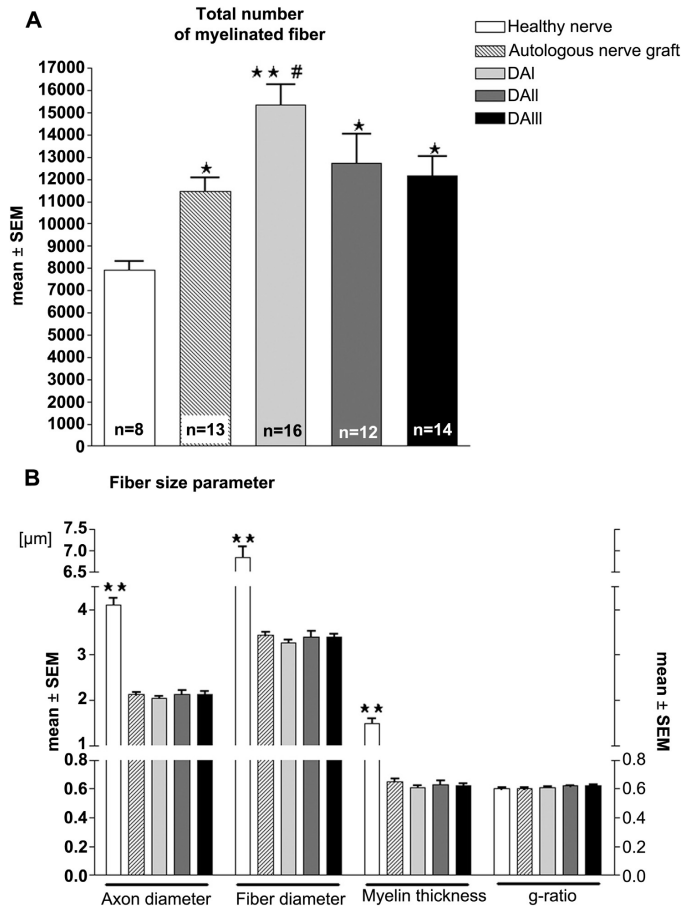 A
Total number
of myelinated fiber
Healthy nerve
Autologous nerve graft
DAI
DAII
DAIII
mean ± SEM
17000
16000
15000
14000
13000
12000
11000
10000
9000
8000
7000
6000
5000
4000
3000
2000
1000
0
★
★★ #
★
★
n=8
n=13
n=16
n=12
n=14
B
Fiber size parameter
[µm]
7.5
7.0
6.5
4
3
2
1
0.8
0.6
0.4
0.2
0.0
mean ± SEM
★★
★★
★★
mean ± SEM
0.8
0.6
0.4
0.2
0.0
Axon diameter
Fiber diameter
Myelin thickness
g-ratio